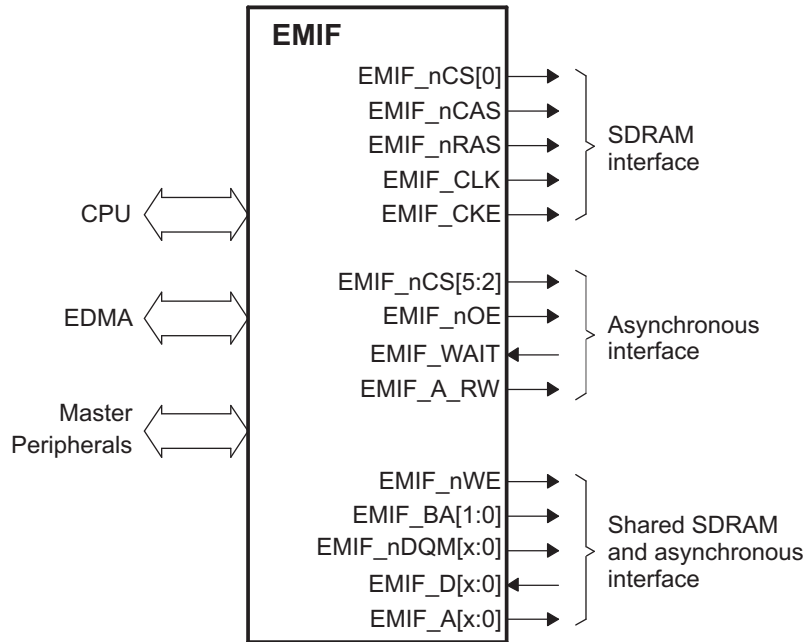 EMIF
EMIF_nCS[0]
EMIF_nCAS
EMIF_nRAS
EMIF_CLK
EMIF_CKE
SDRAM
interface
CPU
EMIF_nCS[5:2]
EMIF_nOE
EMIF_WAIT
EMIF_A_RW
Asynchronous
interface
EDMA
Master
Peripherals
EMIF_nWE
EMIF_BA[1:0]
EMIF_nDQM[x:0]
EMIF_D[x:0]
EMIF_A[x:0]
Shared SDRAM
and asynchronous
interface